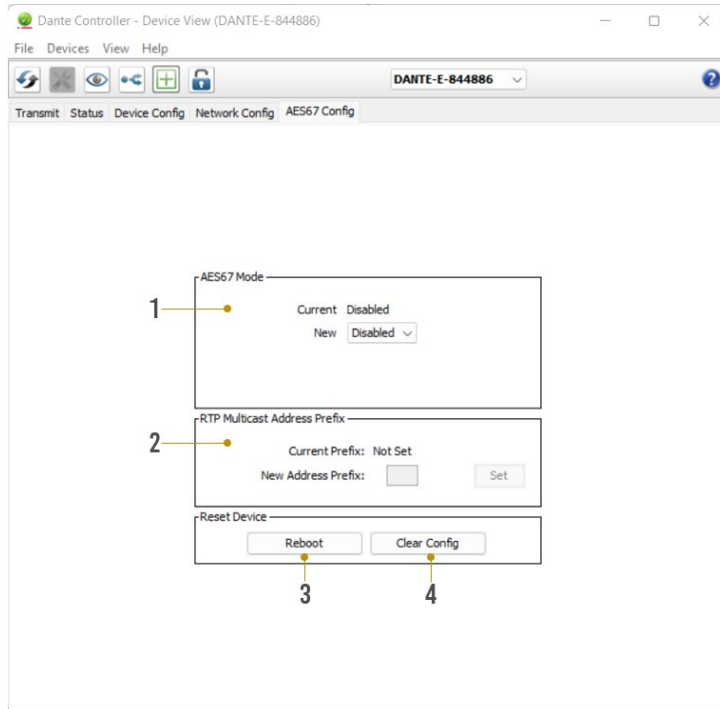 Dante Controller - Device View (DANTE-E-844886)
File Devices View Help
DANTE-E-844886
?
Transmit Status Device Config Network Config AES67 Config
AES67 Mode
1
Current Disabled
New Disabled
RTP Multicast Address Prefix
2
Current Prefix: Not Set
New Address Prefix: Set
Reset Device
Reboot Clear Config
3 4